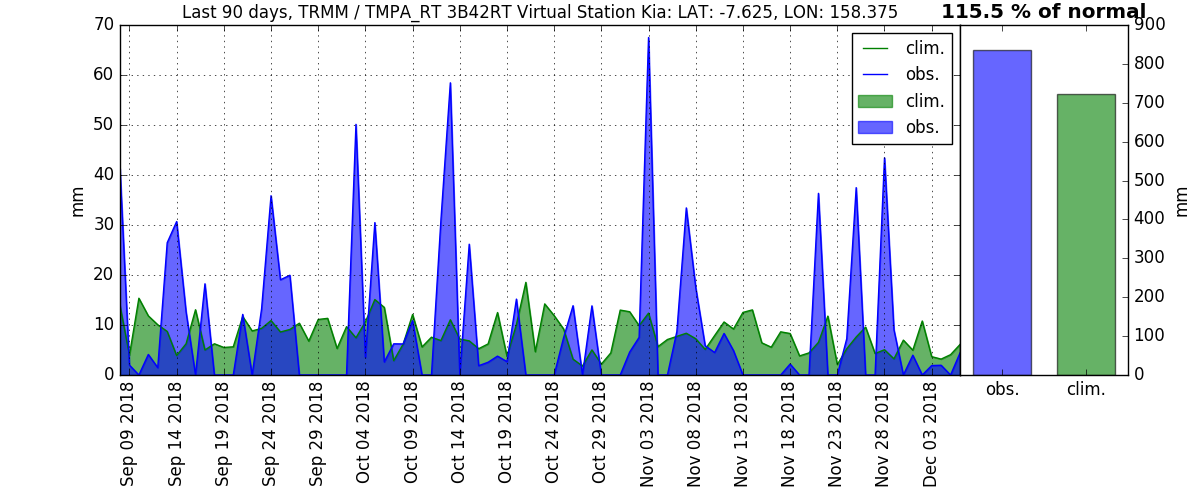 Last 90 days, TRMM / TMPA_RT 3B42RT Virtual Station Kia: LAT: -7.625, LON: 158.375
115.5 % of normal
70
60
50
40
30
20
10
0
mm
clim.
obs.
clim.
obs.
900
800
700
600
500
400
300
200
100
0
mm
obs.
clim.
Sep 09 2018
Sep 14 2018
Sep 19 2018
Sep 24 2018
Sep 29 2018
Oct 04 2018
Oct 09 2018
Oct 14 2018
Oct 19 2018
Oct 24 2018
Oct 29 2018
Nov 03 2018
Nov 08 2018
Nov 13 2018
Nov 18 2018
Nov 23 2018
Nov 28 2018
Dec 03 2018